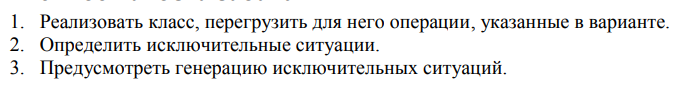 1. Реализовать класс, перегрузить для него операции, указанные в варианте.
2. Определить исключительные ситуации.
3. Предусмотреть генерацию исключительных ситуаций.